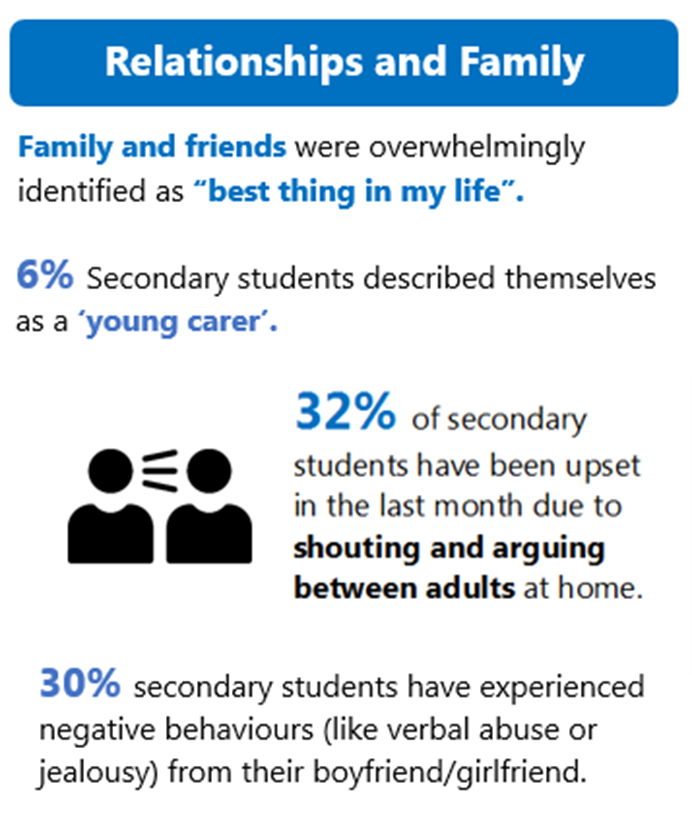 Relationships and Family
Family and friends were overwhelmingly
identified as “best thing in my life”.
6% Secondary students described themselves
as a ‘young carer’.
32% of secondary
students have been upset
in the last month due to
shouting and arguing
between adults at home.
30% secondary students have experienced
negative behaviours (like verbal abuse or
jealousy) from their boyfriend/girlfriend.